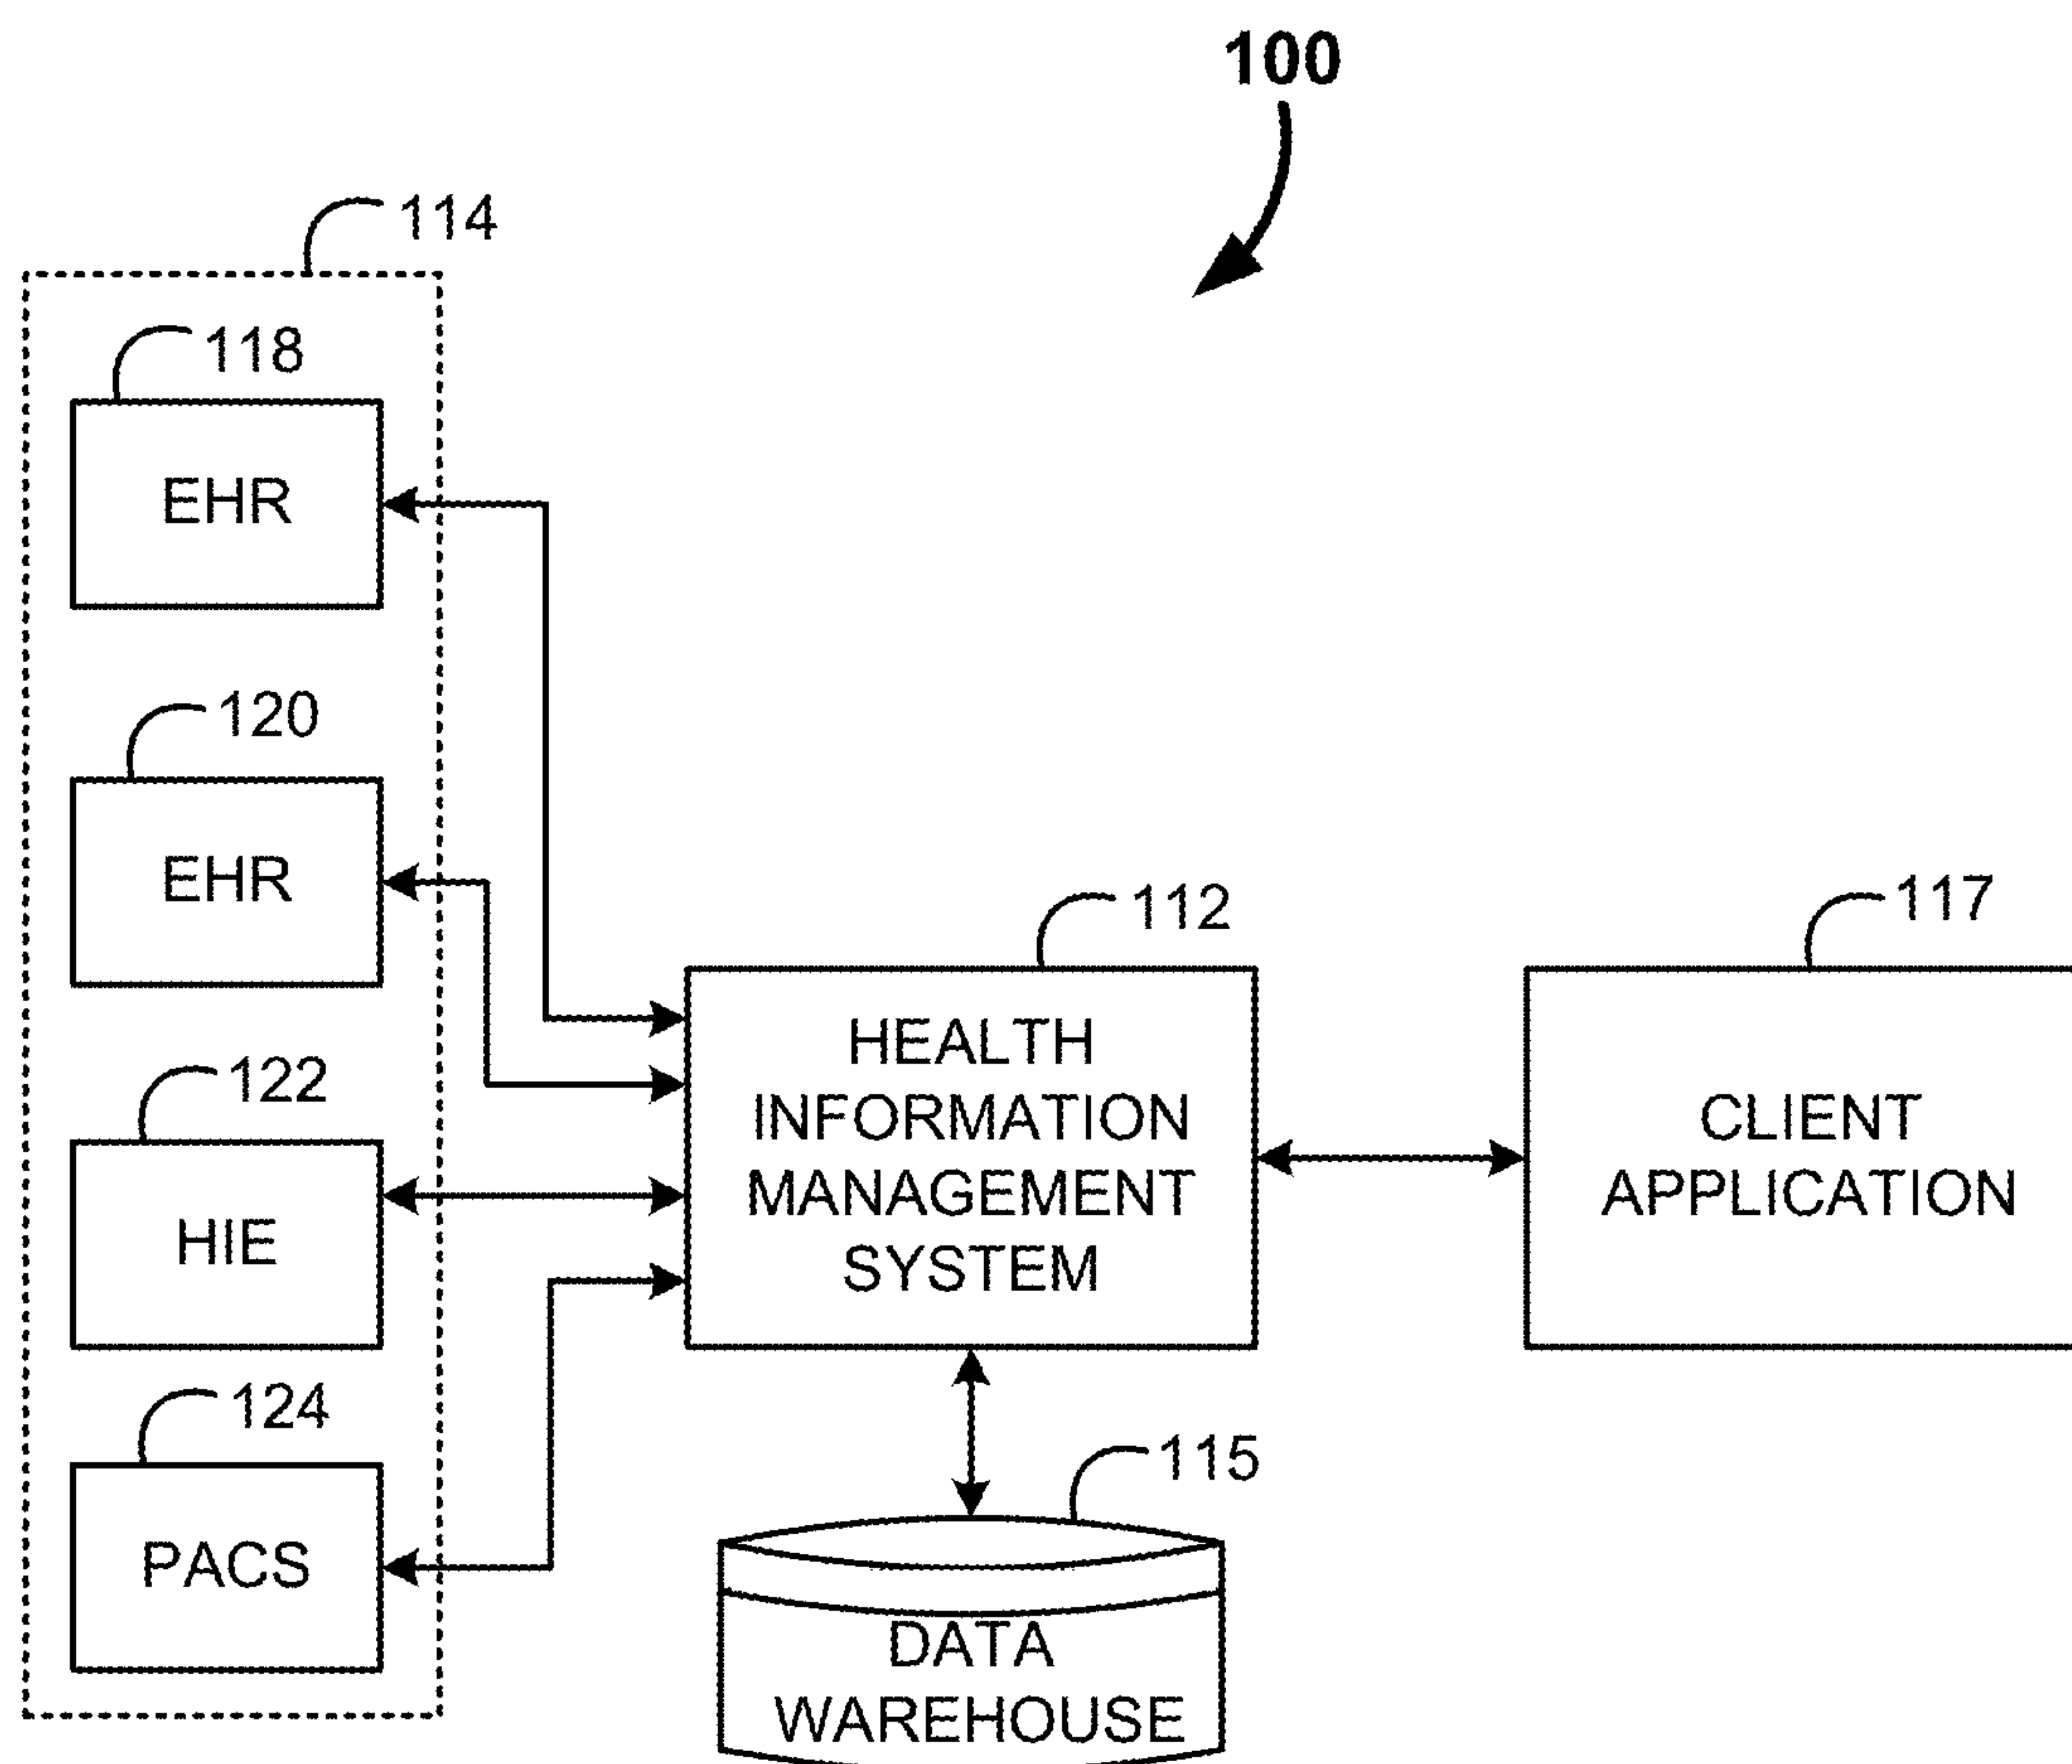 100
114
118
EHR
120
EHR
112
117
HEALTH
INFORMATION
MANAGEMENT
SYSTEM
CLIENT
APPLICATION
122
HIE
124
PACS
115
DATA
WAREHOUSE